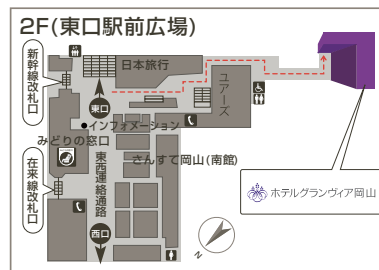 2F(東口駅前広場)
新幹線改札口
日本旅行
ユアーズ
東口
インフォメーション
みどりの窓口
さんすて岡山(南館)
在来線改札口
東西連絡通路
西口
ホテルグランヴィア岡山
N